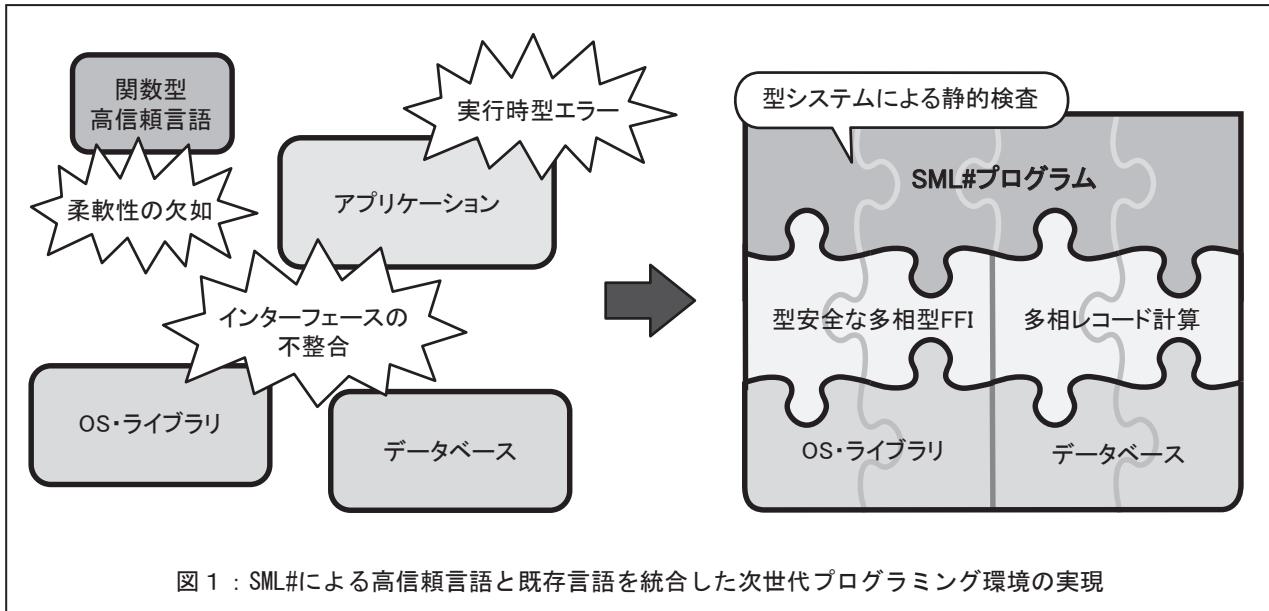 関数型
高信頼言語
実行時型エラー
柔軟性の欠如
アプリケーション
インターフェースの
不整合
OS・ライブラリ
データベース
型システムによる静的検査
SML#プログラム
型安全な多相型FFI
多相レコード計算
OS・ライブラリ
データベース
図1：SML#による高信頼言語と既存言語を統合した次世代プログラミング環境の実現